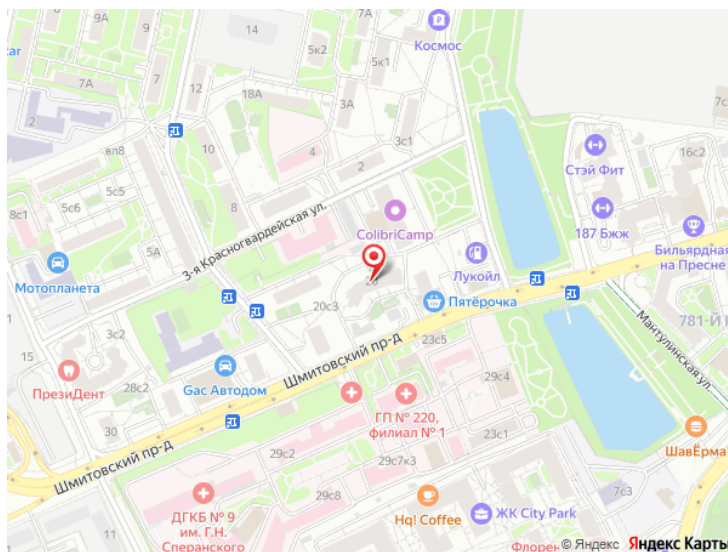 9А
9А
14
5к2
5к1
Космос
car
7А
12
18А
3А
2
вл8
10
4
3с1
2
16с2
Стэй Фит
5с5
5с6
8с1
8
ColibriCamp
187 Бжж
Бильярдная
на Пресне
5А
3-я Красногвардейская ул.
Мотопланета
Лукойл
Пятёрочка
20с3
3с2
15
23с5
781-Й
Мантулинская ул.
ПрезиДент
28с2
Gac Автодом
Шмитовский пр-д
29с4
ГП № 220,
филиал № 1
30
29с2
23с1
ШавЁрма
Шмитовский пр-д
29с7к3
ДГКБ № 9
им. Г.Н.
Сперанского
29с8
7с3
Hq! Coffee
ЖК City Park
11
Флорен
© Яндекс Яндекс Карты